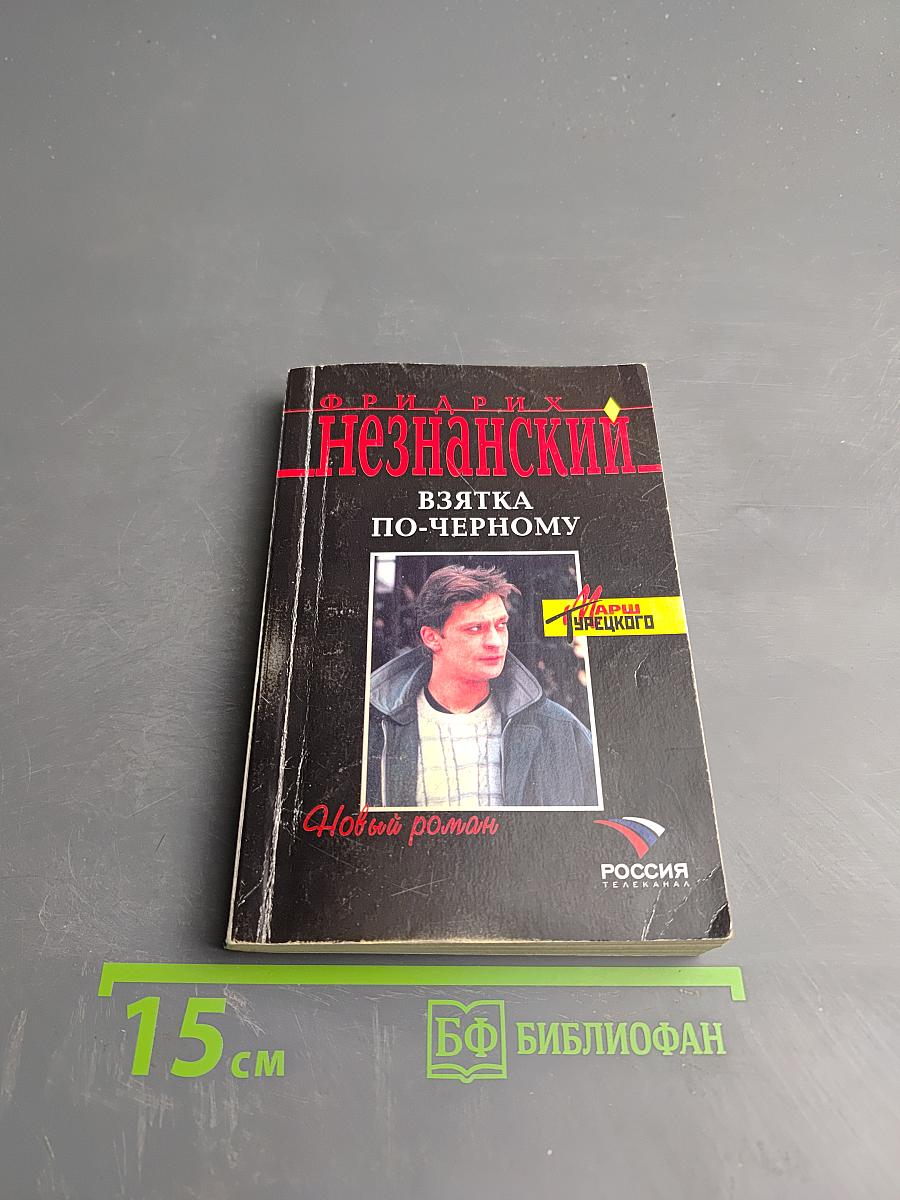 ФРИДРИХ
Незнанский
ВЗЯТКА
ПО-ЧЕРНОМУ
МАРШ
ТУРЕЦКОГО
Новый роман
РОССИЯ
ТЕЛЕКАНАЛ
15 см
БФ БИБЛИОФАН